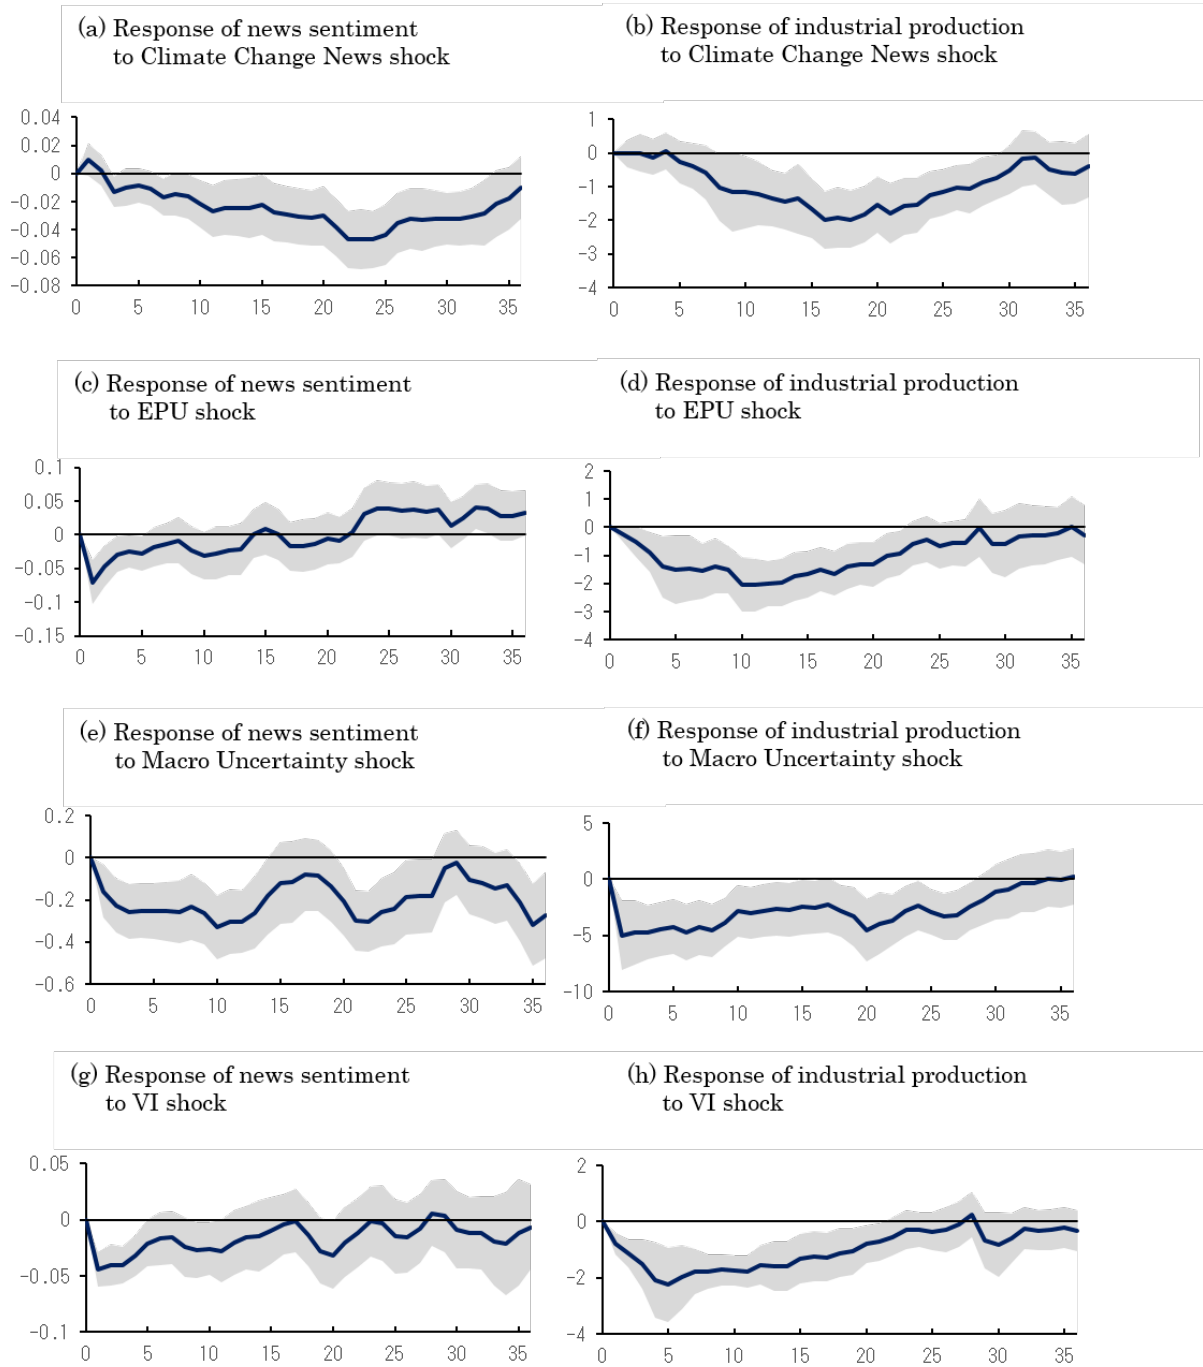 (a) Response of news sentiment
to Climate Change News shock
(b) Response of industrial production
to Climate Change News shock
0.04
0.02
0
-0.02
-0.04
-0.06
-0.08
0 5 10 15 20 25 30 35
1
0
-1
-2
-3
-4
0 5 10 15 20 25 30 35
(c) Response of news sentiment
to EPU shock
(d) Response of industrial production
to EPU shock
0.1
0.05
0
-0.05
-0.1
-0.15
0 5 10 15 20 25 30 35
2
1
0
-1
-2
-3
-4
0 5 10 15 20 25 30 35
(e) Response of news sentiment
to Macro Uncertainty shock
(f) Response of industrial production
to Macro Uncertainty shock
0.2
0
-0.2
-0.4
-0.6
0 5 10 15 20 25 30 35
5
0
-5
-10
0 5 10 15 20 25 30 35
(g) Response of news sentiment
to VI shock
(h) Response of industrial production
to VI shock
0.05
0
-0.05
-0.1
0 5 10 15 20 25 30 35
2
0
-2
-4
0 5 10 15 20 25 30 35